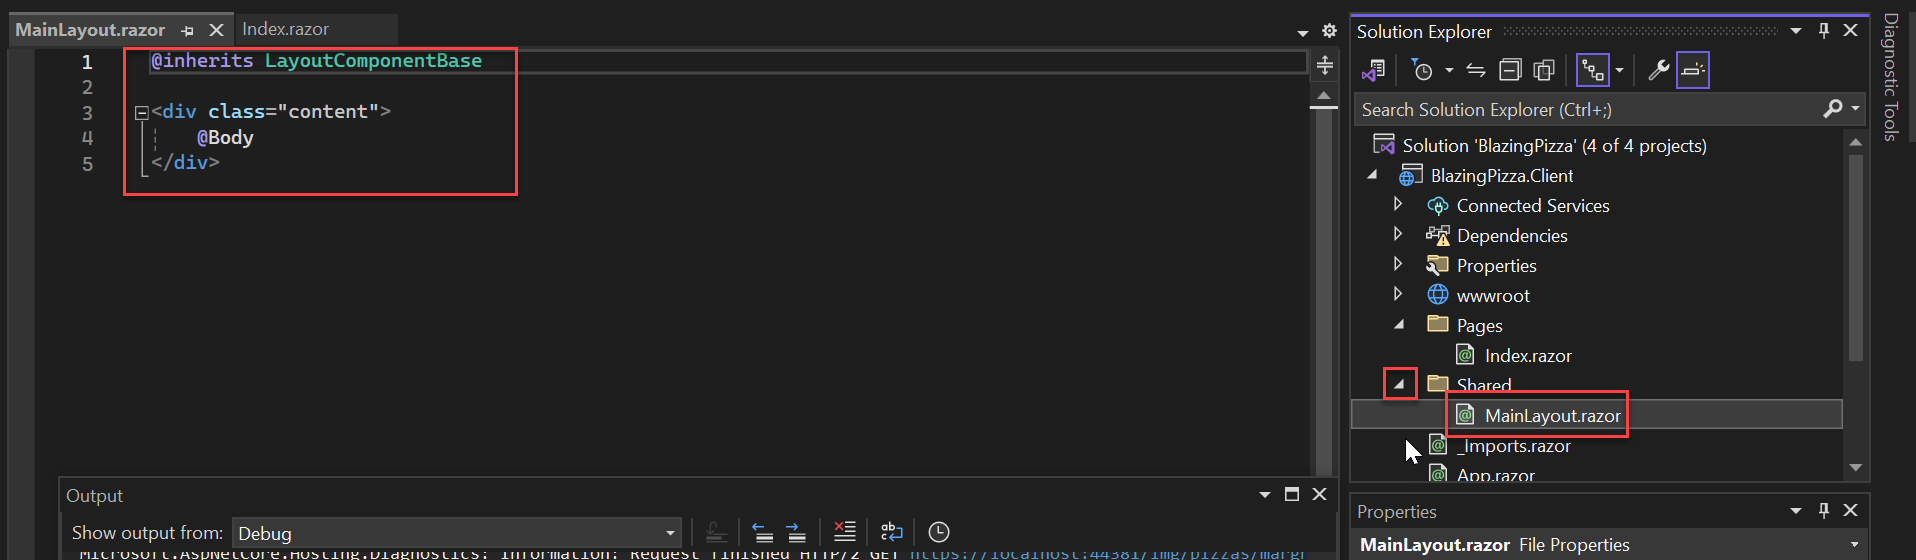 MainLayout.razor
Index.razor
1 @inherits LayoutComponentBase
2
3 <div class="content">
4 @Body
5 </div>
Output
Show output from: Debug
Microsoft.AspNetCore.Hosting.Diagnostics: Information: Request finished HTTP/2 GET https://localhost:44381/img/pizzas/margh
Solution Explorer
Search Solution Explorer (Ctrl+;)
Solution 'BlazingPizza' (4 of 4 projects)
BlazingPizza.Client
Connected Services
Dependencies
Properties
wwwroot
Pages
Index.razor
Shared
MainLayout.razor
_Imports.razor
App.razor
Properties
MainLayout.razor File Properties
Diagnostic Tools